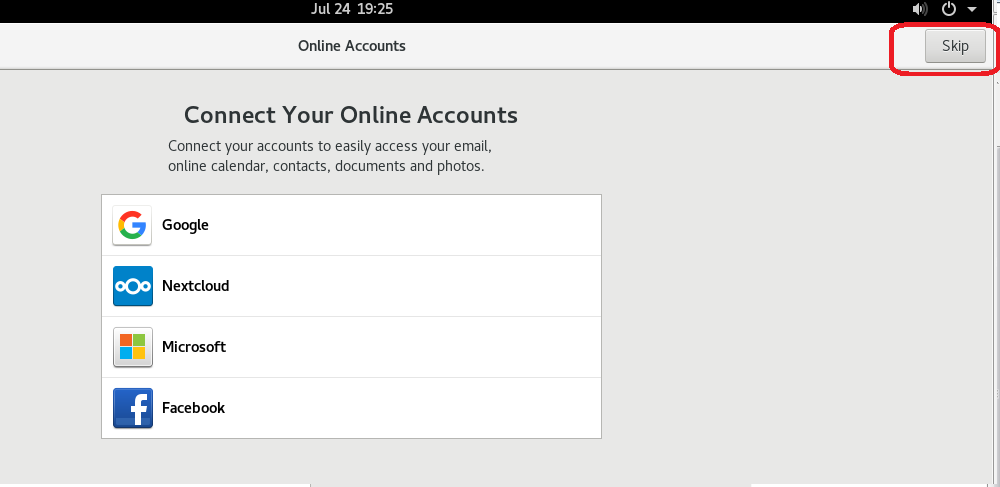 Jul 24 19:25
Online Accounts
Skip
Connect Your Online Accounts
Connect your accounts to easily access your email,
online calendar, contacts, documents and photos.
Google
Nextcloud
Microsoft
Facebook